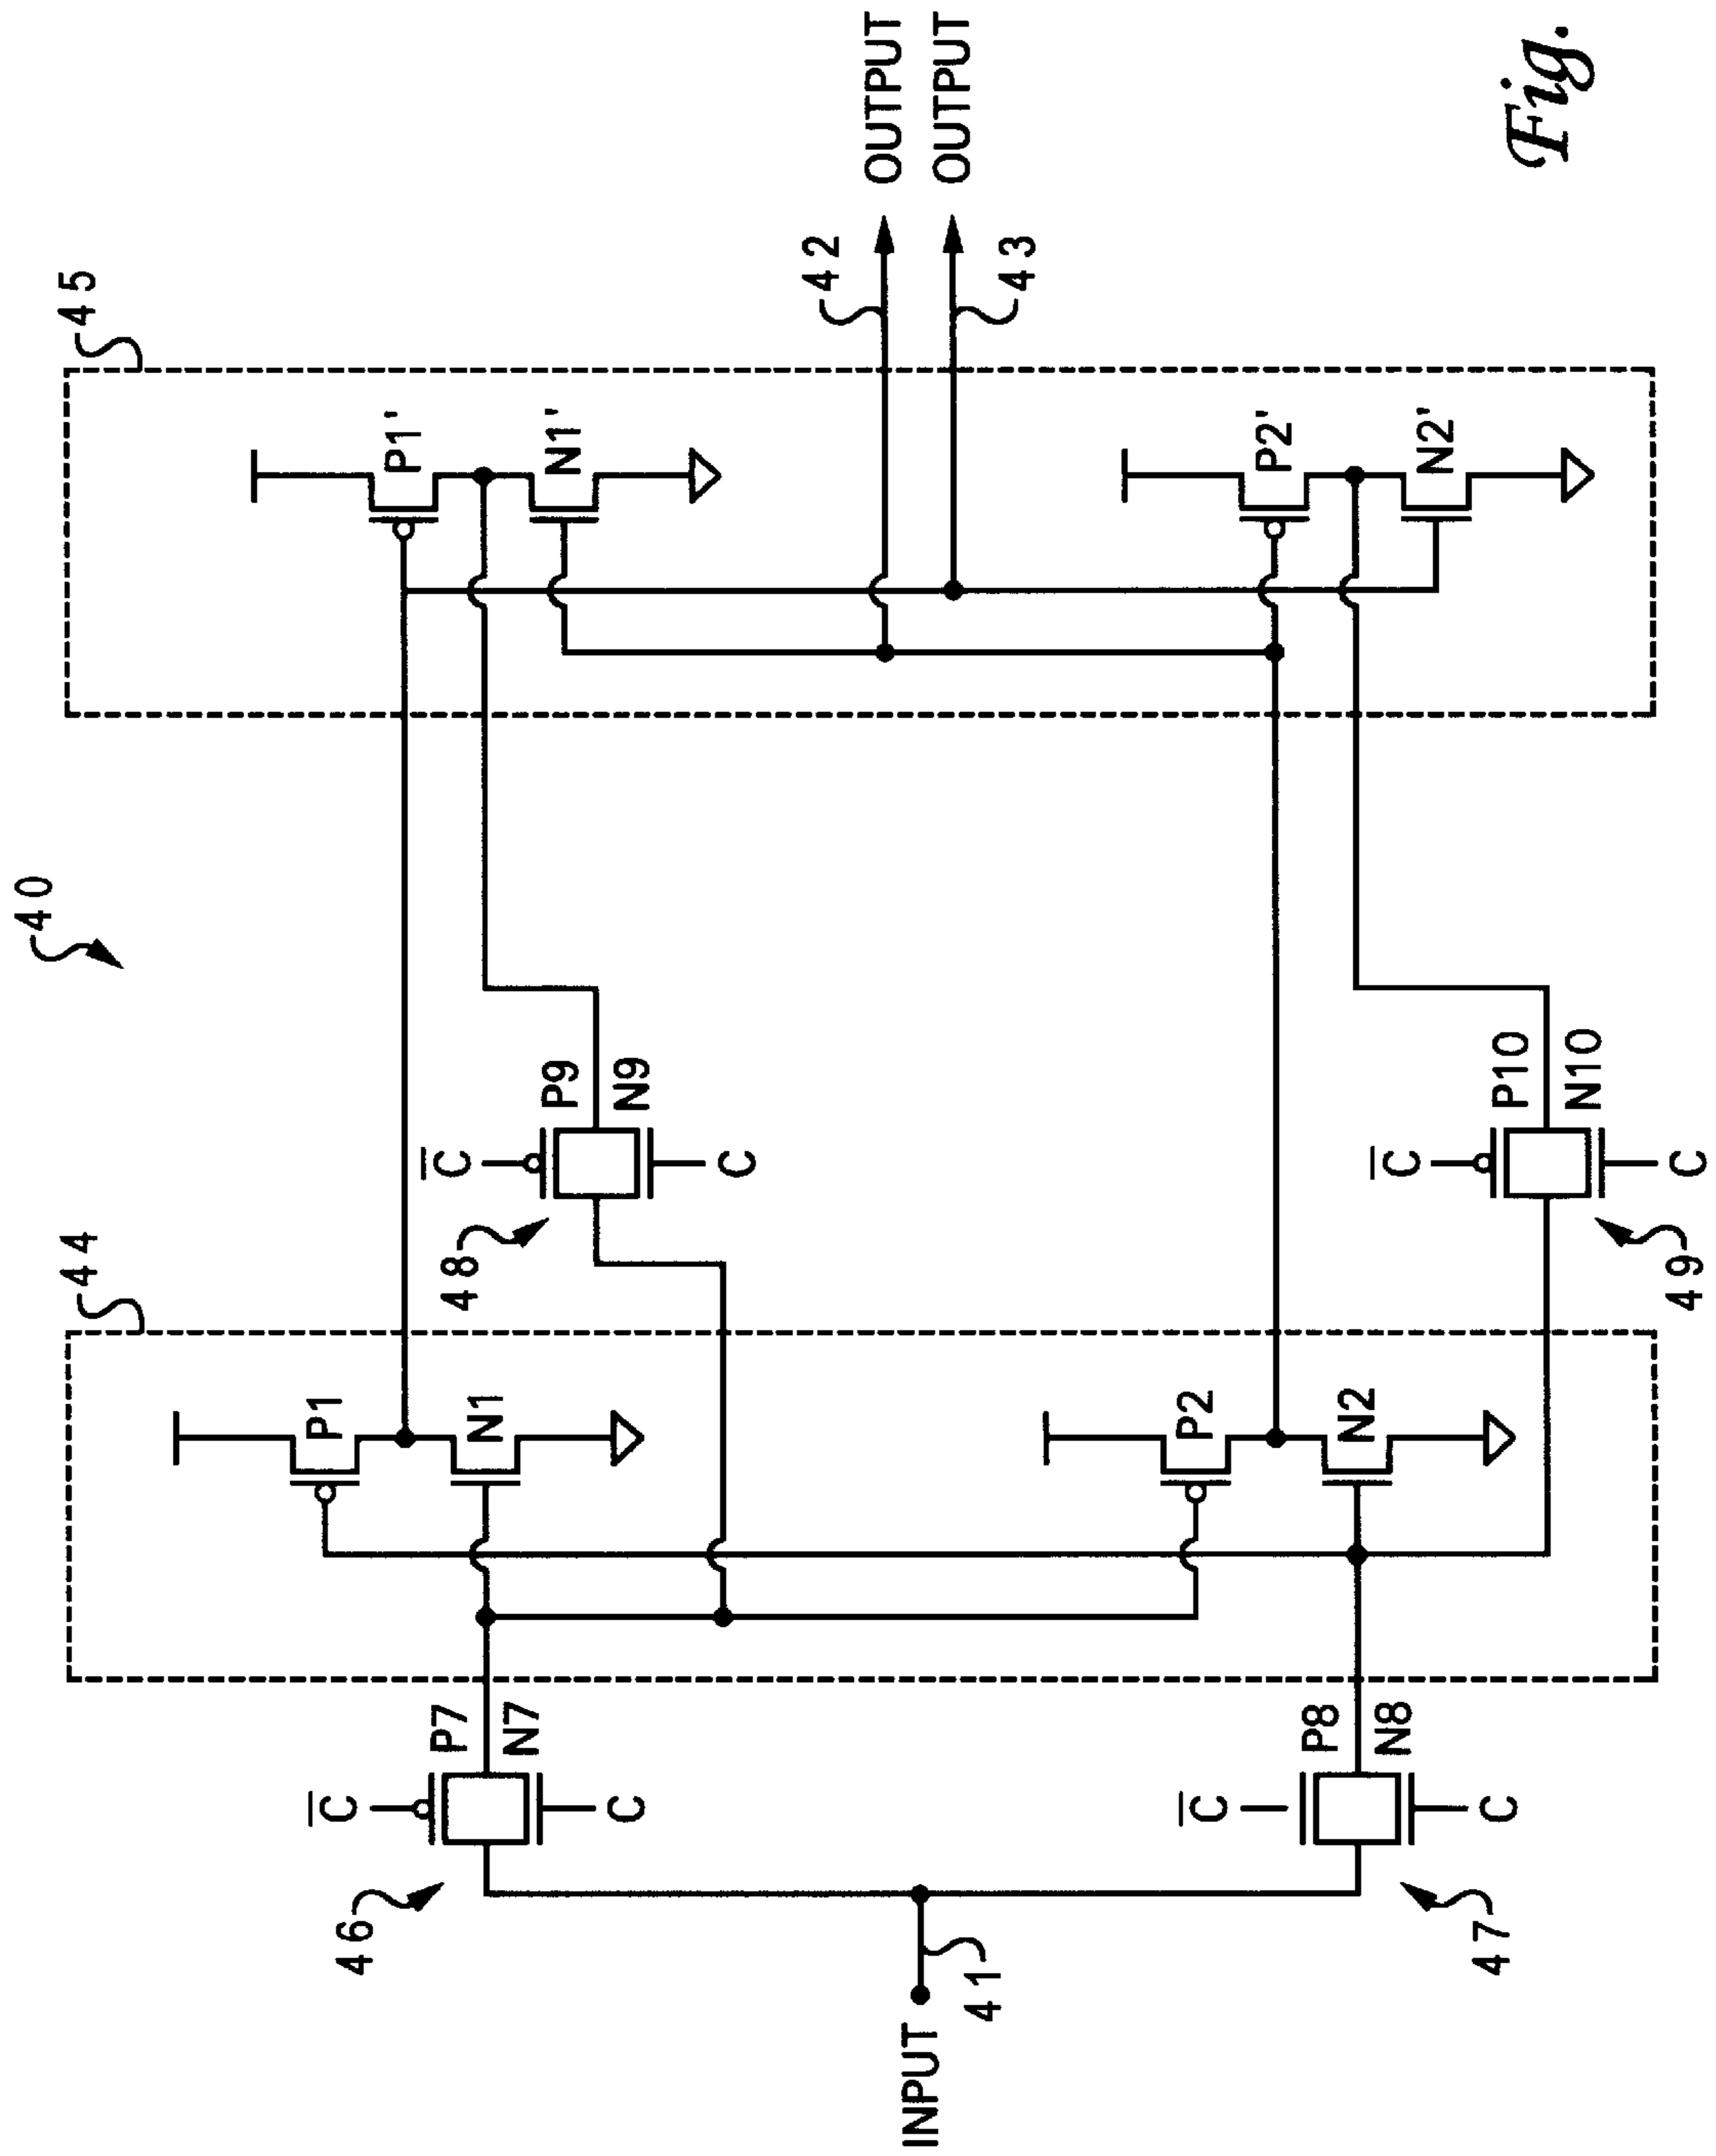 40
44
45
P1
N1
P1'
N1'
46
C̅
C
P7
N7
48
C̅
C
P9
N9
42
OUTPUT
OUTPUT
43
INPUT
41
P2
N2
P2'
N2'
47
C̅
C
P8
N8
49
C̅
C
P10
N10
Fig.